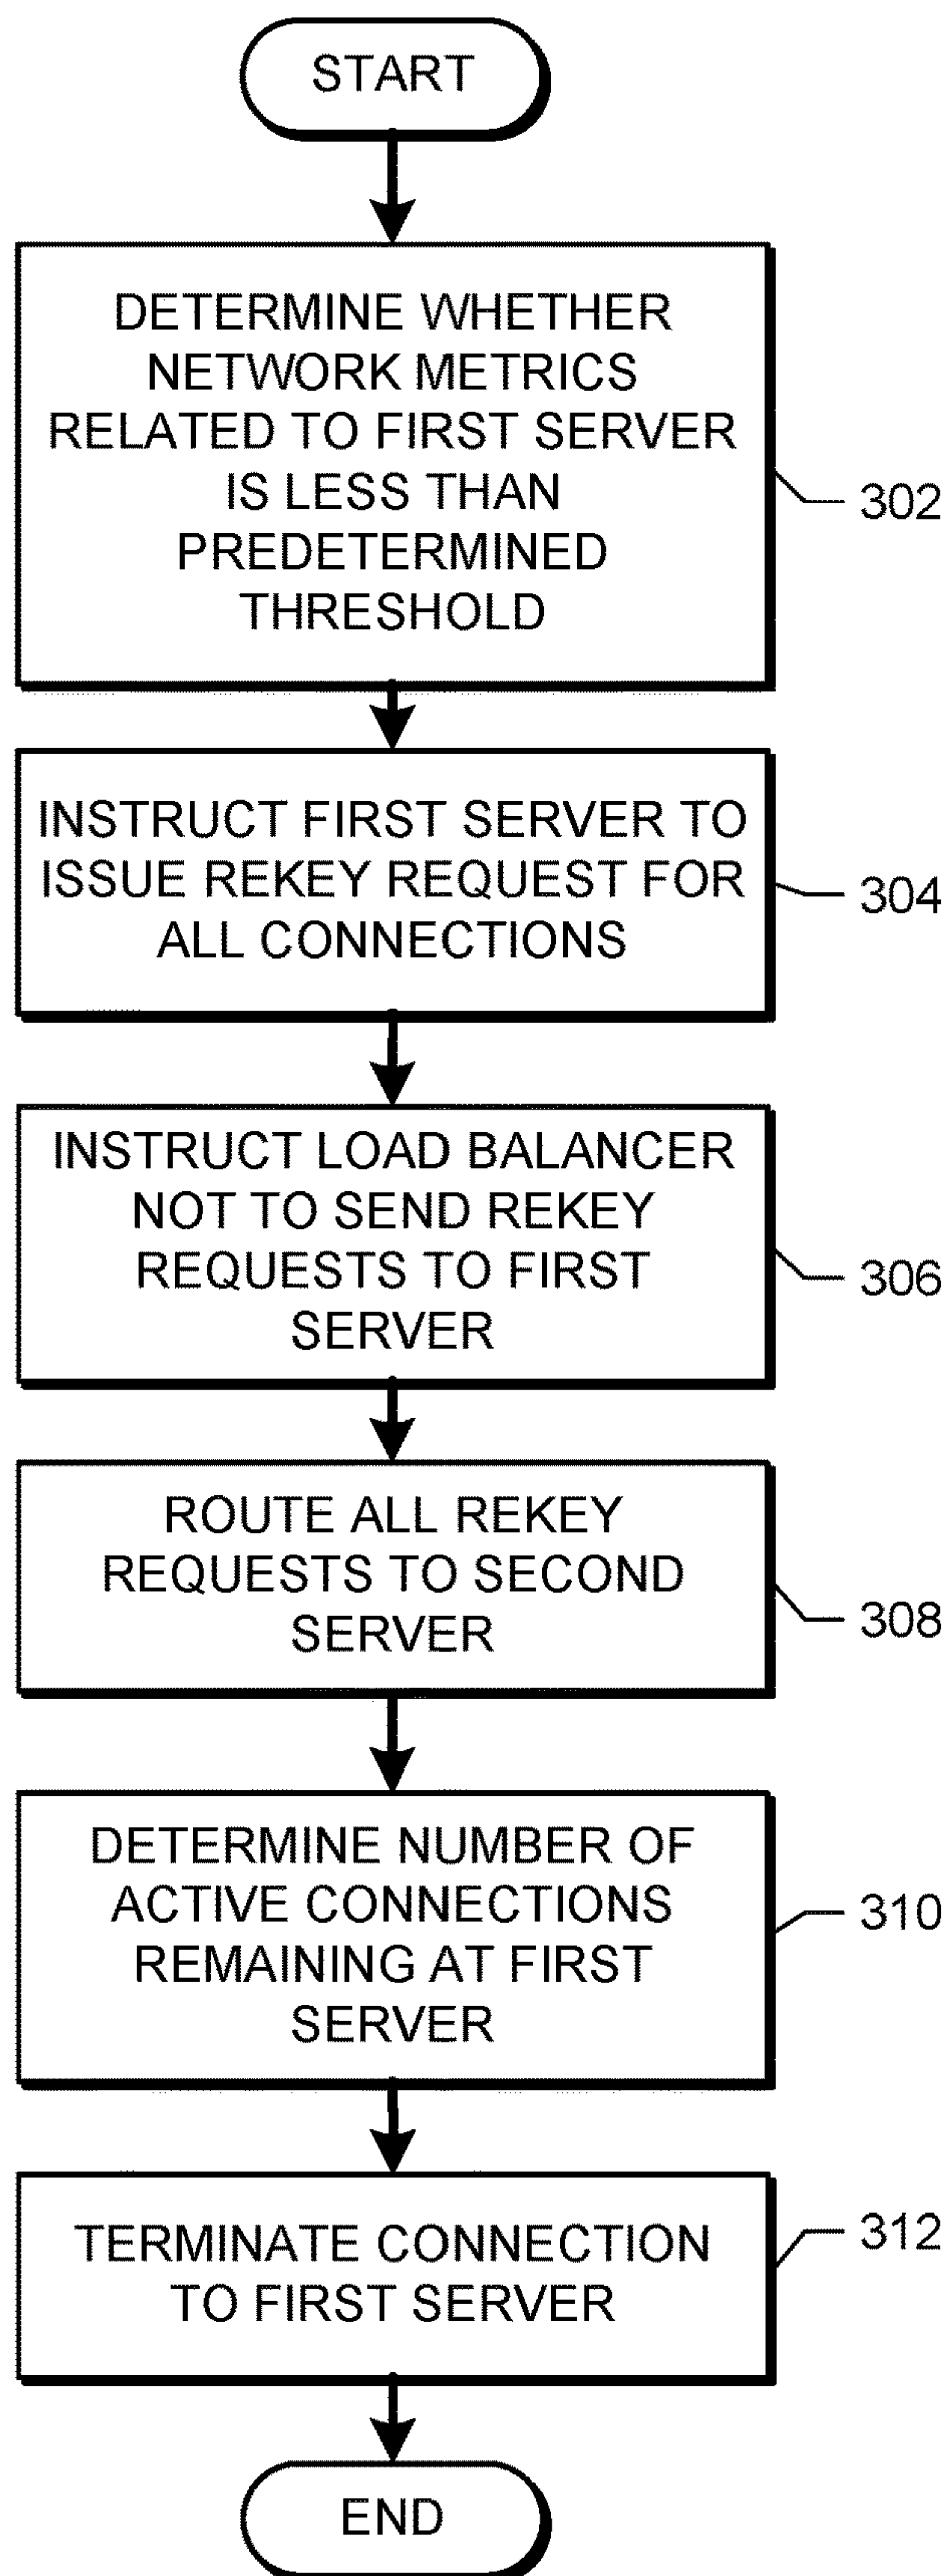 START
DETERMINE WHETHER
NETWORK METRICS
RELATED TO FIRST SERVER
IS LESS THAN
PREDETERMINED
THRESHOLD
302
INSTRUCT FIRST SERVER TO
ISSUE REKEY REQUEST FOR
ALL CONNECTIONS
304
INSTRUCT LOAD BALANCER
NOT TO SEND REKEY
REQUESTS TO FIRST
SERVER
306
ROUTE ALL REKEY
REQUESTS TO SECOND
SERVER
308
DETERMINE NUMBER OF
ACTIVE CONNECTIONS
REMAINING AT FIRST
SERVER
310
TERMINATE CONNECTION
TO FIRST SERVER
312
END